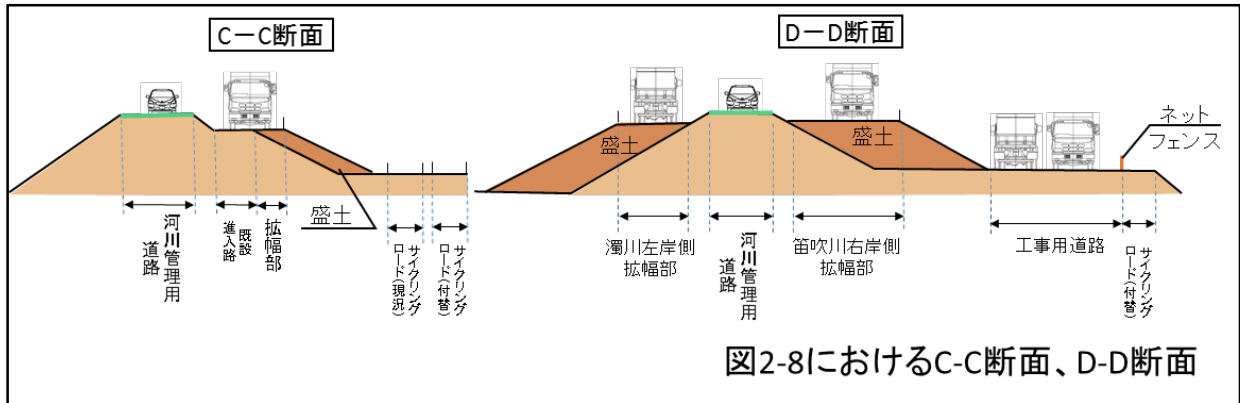 C－C断面
D－D断面
盛土
河川管理用
道路
既設
進入路
拡幅部
サイクリング
ロード(現況)
サイクリング
ロード(付替)
盛土
盛土
ネット
フェンス
濁川左岸側
拡幅部
河川管理用
道路
笛吹川右岸側
拡幅部
工事用道路
サイクリング
ロード(付替)
図2-8におけるC-C断面、D-D断面